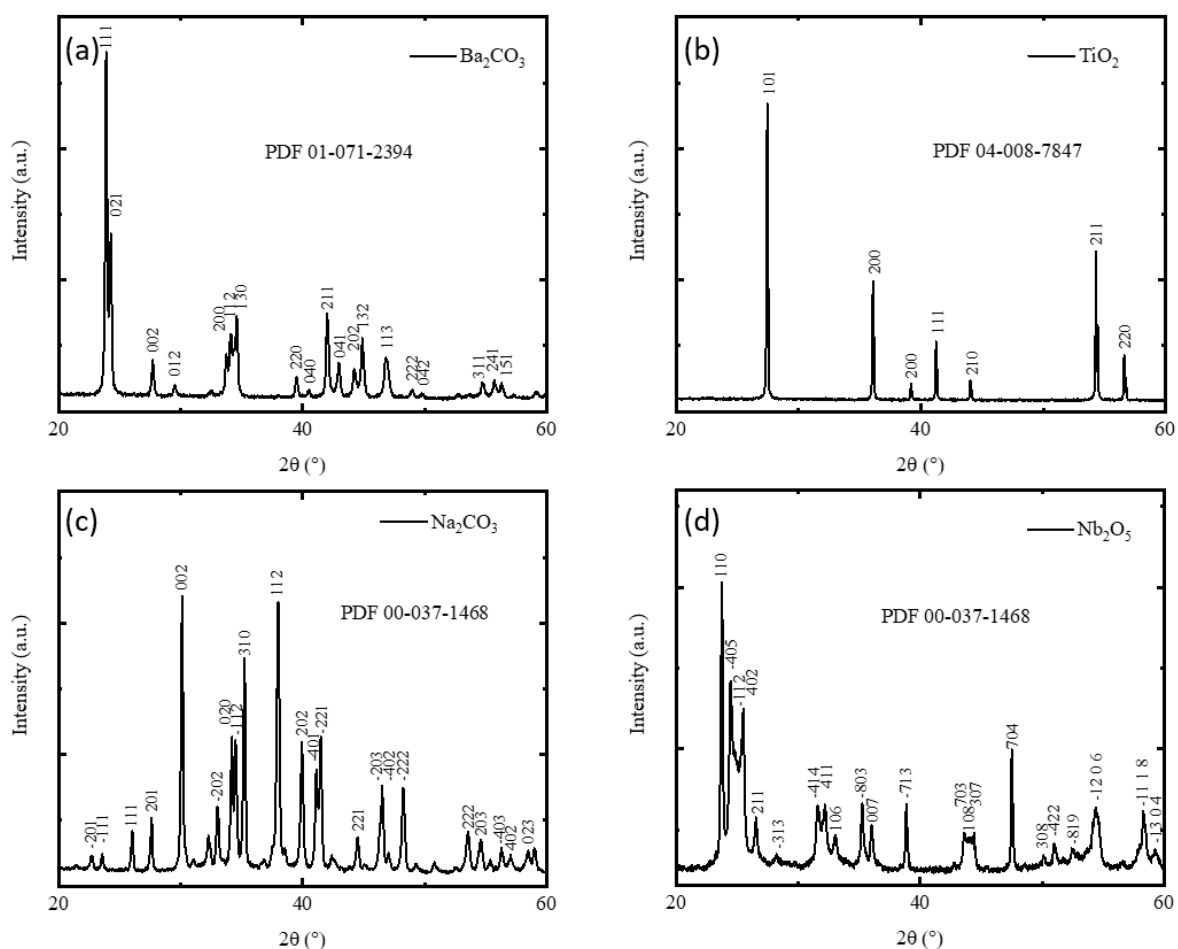 (a)
Ba₂CO₃
PDF 01-071-2394
111
021
002
012
200
112
130
220
040
211
041
202
132
113
222
042
311
241
151
Intensity (a.u.)
20 40 60
2θ (°)
(b)
TiO₂
PDF 04-008-7847
101
200
200
111
210
211
220
Intensity (a.u.)
20 40 60
2θ (°)
(c)
Na₂CO₃
PDF 00-037-1468
-201
-111
111
201
002
-202
020
-112
310
112
202
-401
-221
221
-203
-402
-222
222
203
-403
402
023
Intensity (a.u.)
20 40 60
2θ (°)
(d)
Nb₂O₅
PDF 00-037-1468
110
-405
-112
402
211
-313
-414
411
106
-803
007
-713
703
108
307
704
308
-422
-819
-12 0 6
-11 1 8
-13 0 4
Intensity (a.u.)
20 40 60
2θ (°)